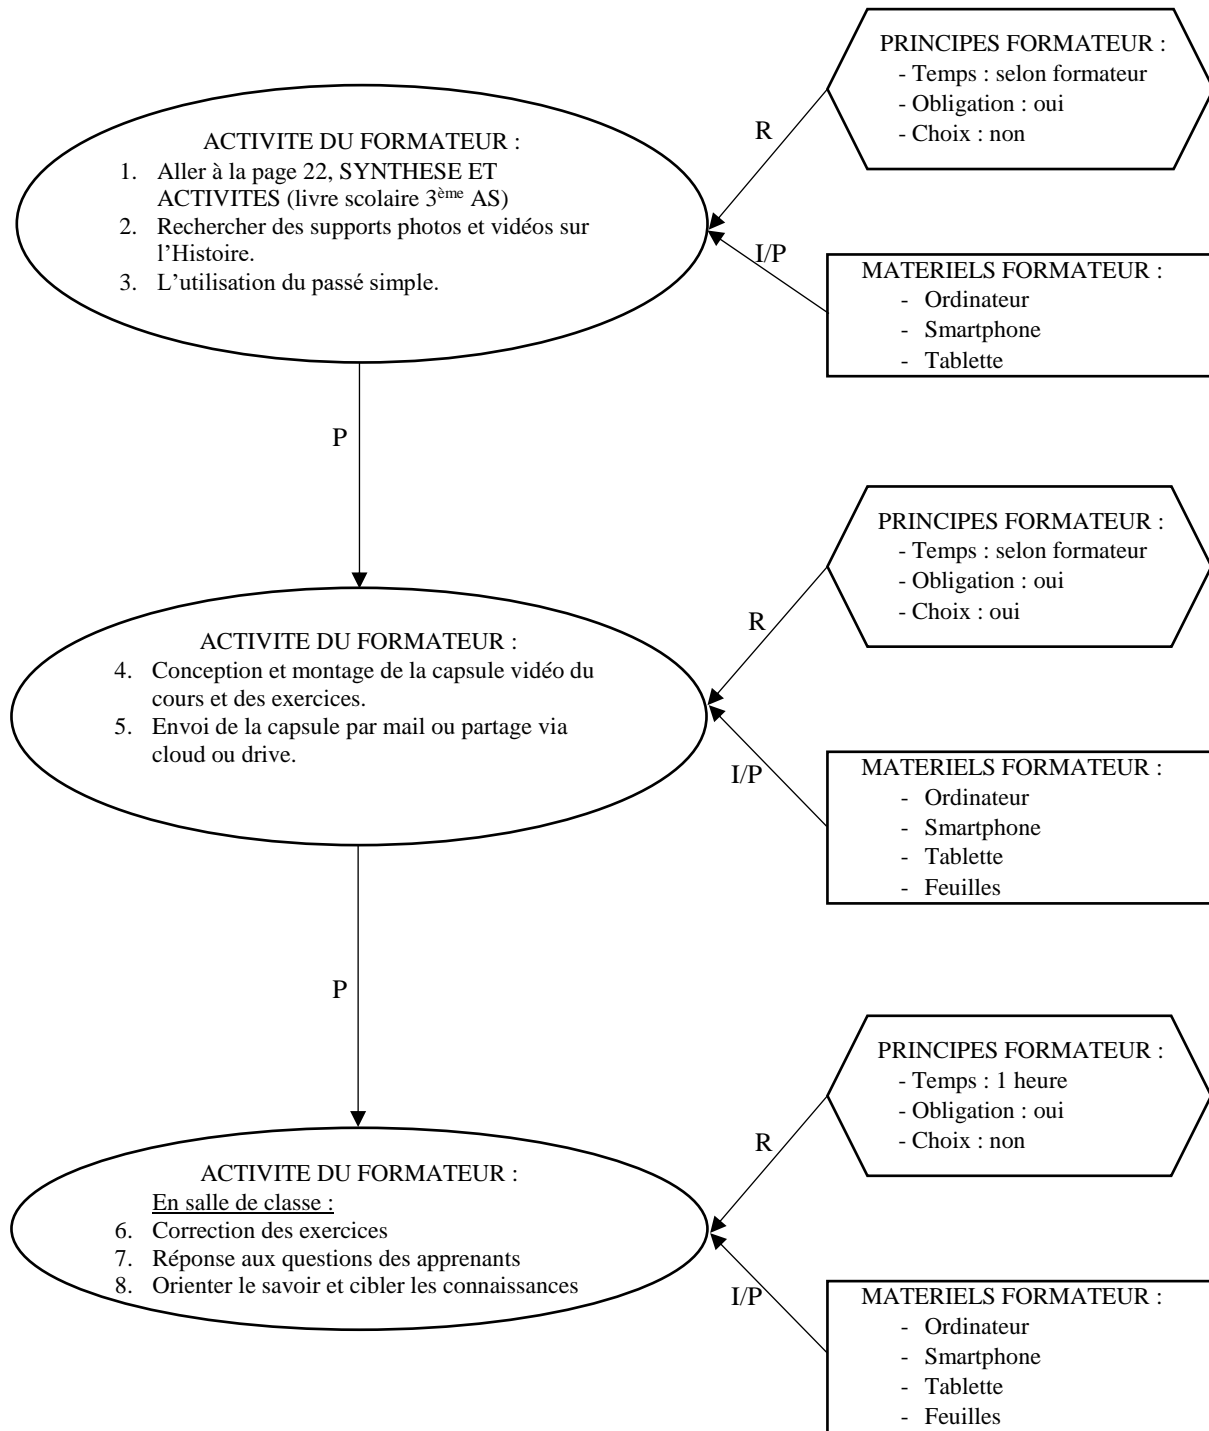 PRINCIPES FORMATEUR :
- Temps : selon formateur
- Obligation : oui
- Choix : non
R
ACTIVITE DU FORMATEUR :
1. Aller à la page 22, SYNTHESE ET
ACTIVITES (livre scolaire 3ème AS)
2. Rechercher des supports photos et vidéos sur
l’Histoire.
3. L’utilisation du passé simple.
I/P
MATERIELS FORMATEUR :
- Ordinateur
- Smartphone
- Tablette
P
PRINCIPES FORMATEUR :
- Temps : selon formateur
- Obligation : oui
- Choix : oui
R
ACTIVITE DU FORMATEUR :
4. Conception et montage de la capsule vidéo du
cours et des exercices.
5. Envoi de la capsule par mail ou partage via
cloud ou drive.
I/P
MATERIELS FORMATEUR :
- Ordinateur
- Smartphone
- Tablette
- Feuilles
P
PRINCIPES FORMATEUR :
- Temps : 1 heure
- Obligation : oui
- Choix : non
R
ACTIVITE DU FORMATEUR :
En salle de classe :
6. Correction des exercices
7. Réponse aux questions des apprenants
8. Orienter le savoir et cibler les connaissances
I/P
MATERIELS FORMATEUR :
- Ordinateur
- Smartphone
- Tablette
- Feuilles